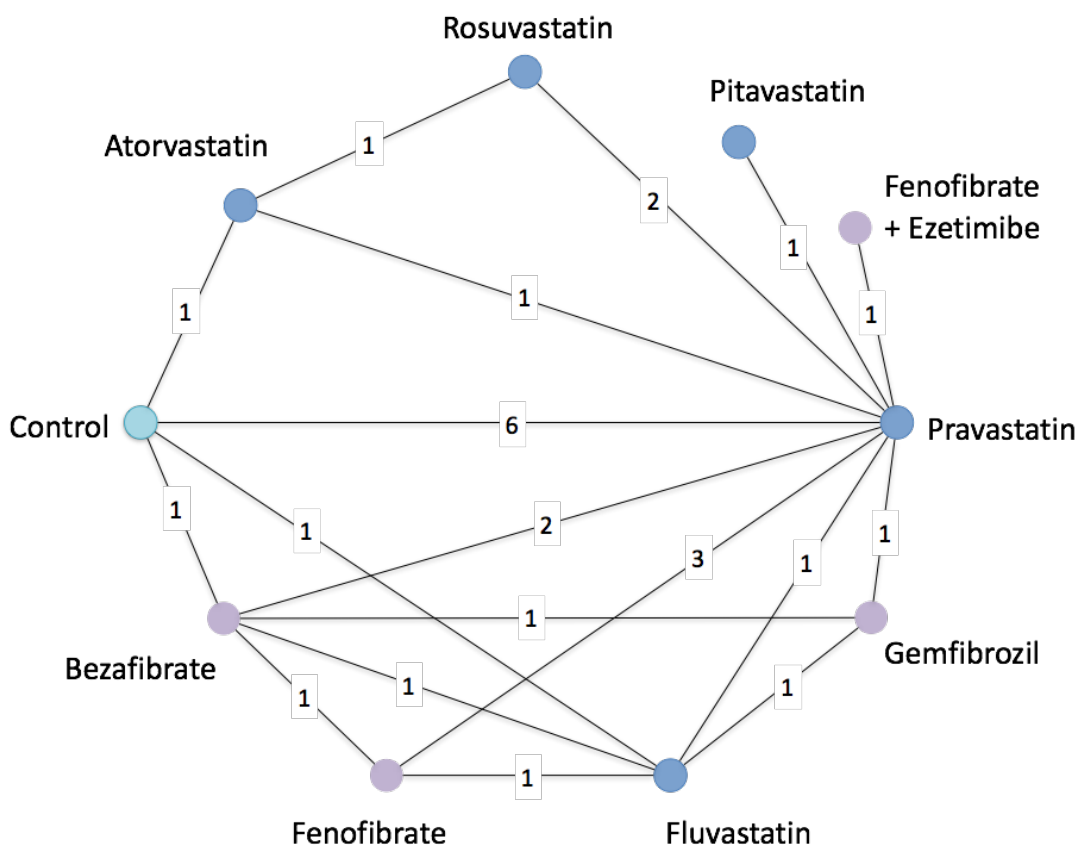 Rosuvastatin
Pitavastatin
Atorvastatin
1
Fenofibrate
+ Ezetimibe
2
1
1
1
1
Control
6
Pravastatin
1
2
1
1
3
1
1
Bezafibrate
Gemfibrozil
1
1
1
1
Fenofibrate
Fluvastatin